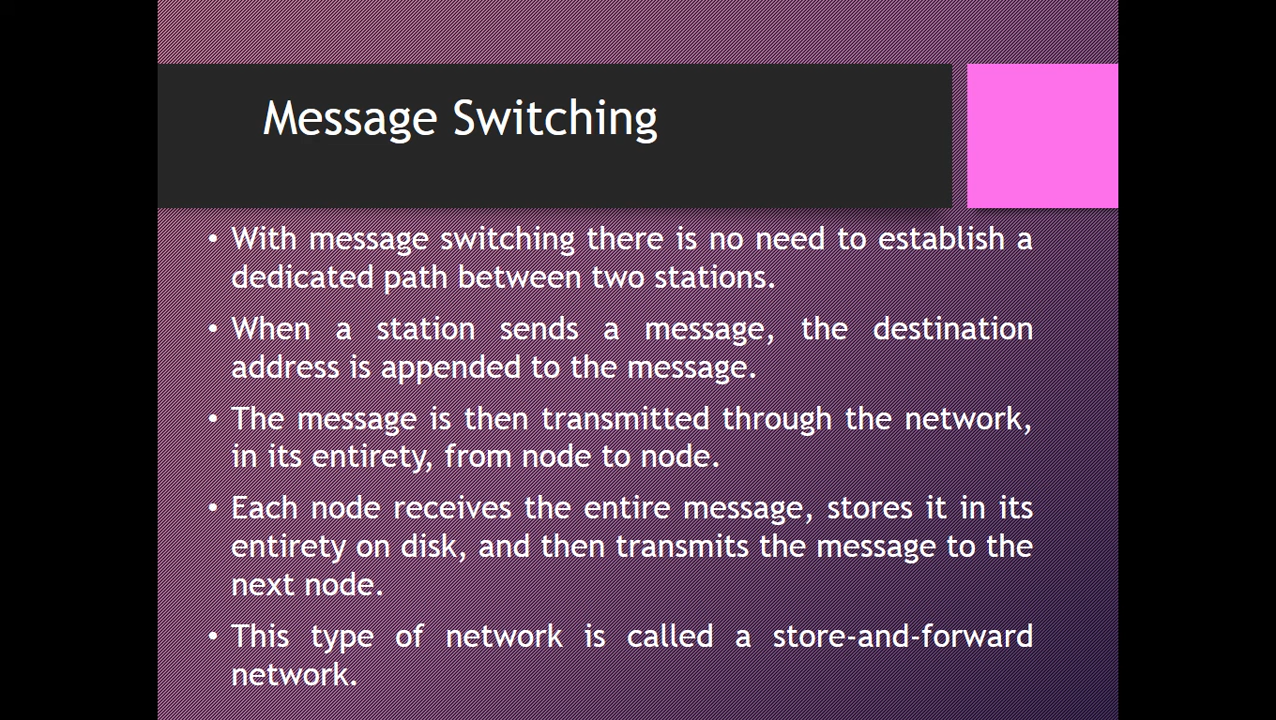 Message Switching
• With message switching there is no need to establish a
dedicated path between two stations.
• When a station sends a message, the destination
address is appended to the message.
• The message is then transmitted through the network,
in its entirety, from node to node.
• Each node receives the entire message, stores it in its
entirety on disk, and then transmits the message to the
next node.
• This type of network is called a store-and-forward
network.